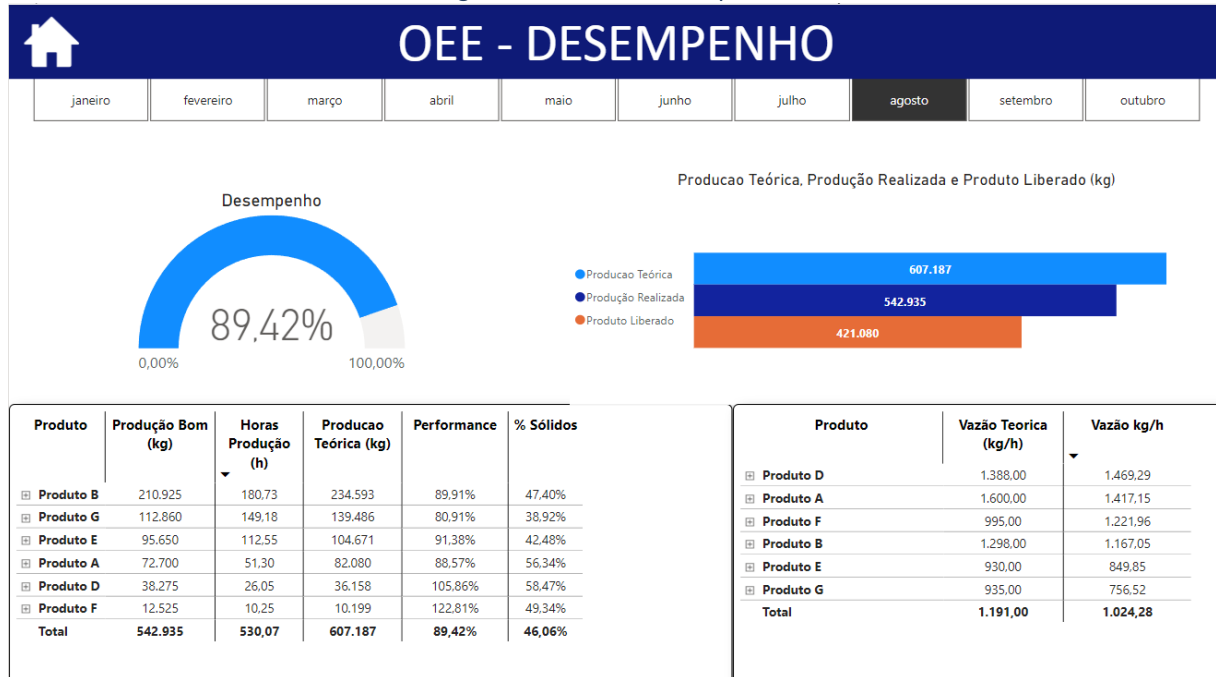 OEE - DESEMPENHO
janeiro fevereiro março abril maio junho julho agosto setembro outubro
Desempenho
89,42%
0,00% 100,00%
Producao Teórica, Produção Realizada e Produto Liberado (kg)
Producao Teórica 607.187
Produção Realizada 542.935
Produto Liberado 421.080
Produto Produção Bom (kg) Horas Produção (h) Producao Teórica (kg) Performance % Sólidos
Produto B 210.925 180,73 234.593 89,91% 47,40%
Produto G 112.860 149,18 139.486 80,91% 38,92%
Produto E 95.650 112,55 104.671 91,38% 42,48%
Produto A 72.700 51,30 82.080 88,57% 56,34%
Produto D 38.275 26,05 36.158 105,86% 58,47%
Produto F 12.525 10,25 10.199 122,81% 49,34%
Total 542.935 530,07 607.187 89,42% 46,06%
Produto Vazão Teorica (kg/h) Vazão kg/h
Produto D 1.388,00 1.469,29
Produto A 1.600,00 1.417,15
Produto F 995,00 1.221,96
Produto B 1.298,00 1.167,05
Produto E 930,00 849,85
Produto G 935,00 756,52
Total 1.191,00 1.024,28